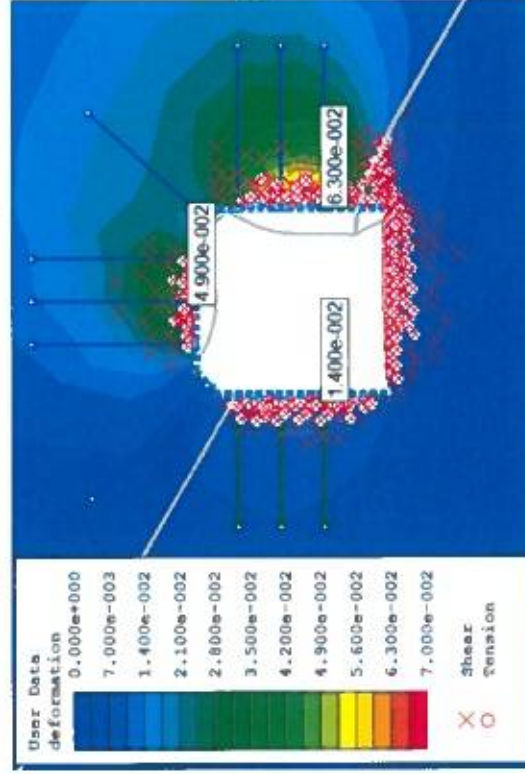 User Data
deformation
0.000e+000
7.000e-003
1.400e-002
2.100e-002
2.800e-002
3.500e-002
4.200e-002
4.900e-002
5.600e-002
6.300e-002
7.000e-002
Shear
Tension
4.900e-002
1.400e-002
6.300e-002